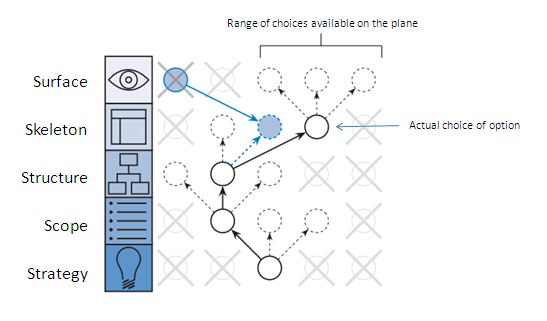 Range of choices available on the plane
Surface
Skeleton
Actual choice of option
Structure
Scope
Strategy